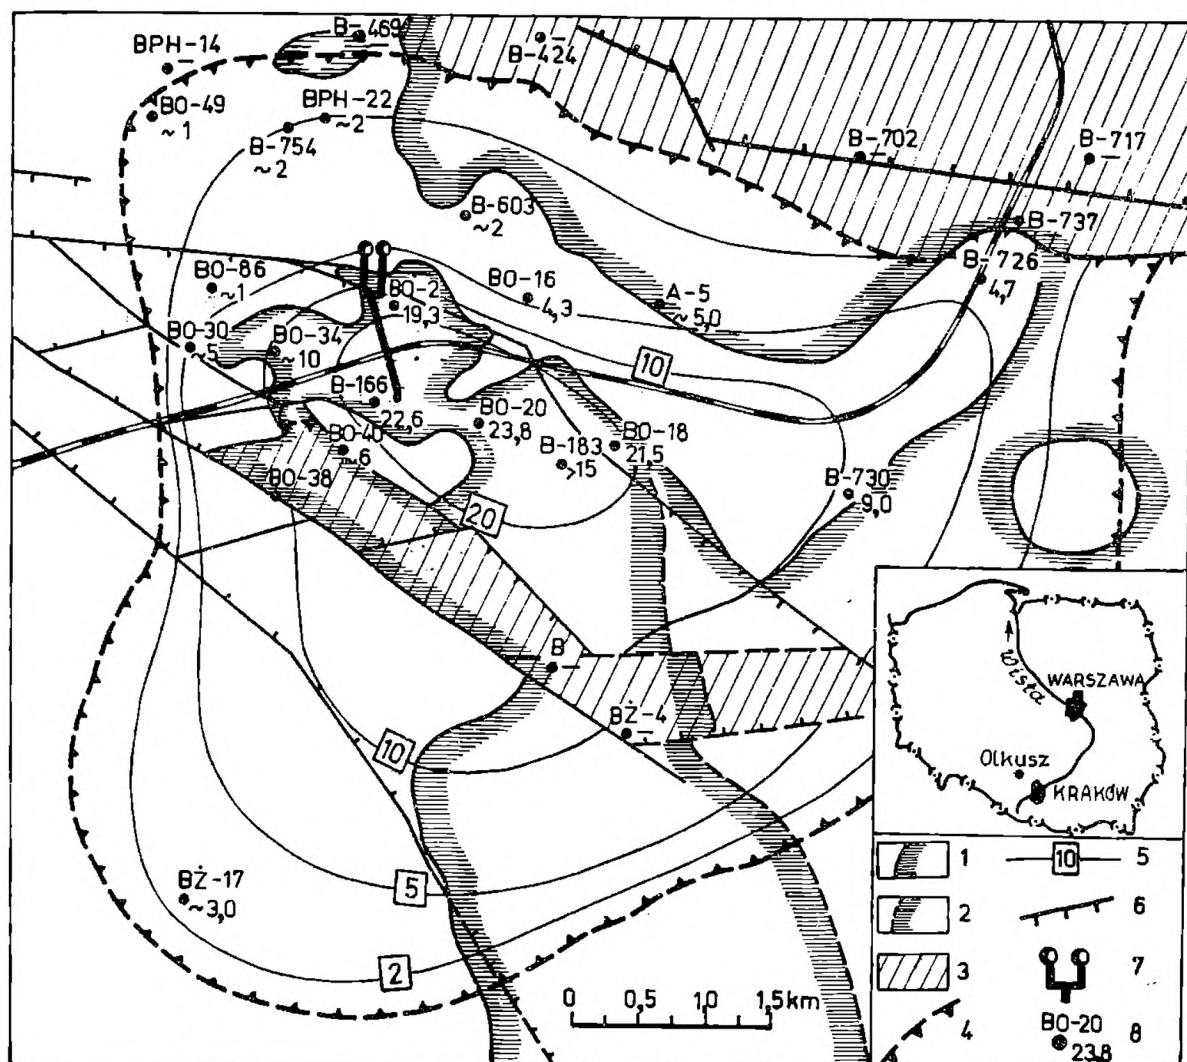 B-469
BPH-14
B-424
BO-49
~1
BPH-22
~2
B-754
~2
B-702
B-717
B-603
~2
B-737
B-726
4,7
BO-86
~1
BO-2
19,3
BO-16
4,3
A-5
~5,0
BO-30
~5
BO-34
~10
10
B-166
22,6
BO-20
23,8
BO-40
~6
B-183
>15
BO-18
21,5
BO-38
B-730
9,0
20
B
BŻ-4
10
BŻ-17
~3,0
5
2
0 0,5 1,0 1,5km
Wisła
WARSZAWA
Olkusz
KRAKÓW
1
10 5
2
6
3
7
4
BO-20
23,8
8